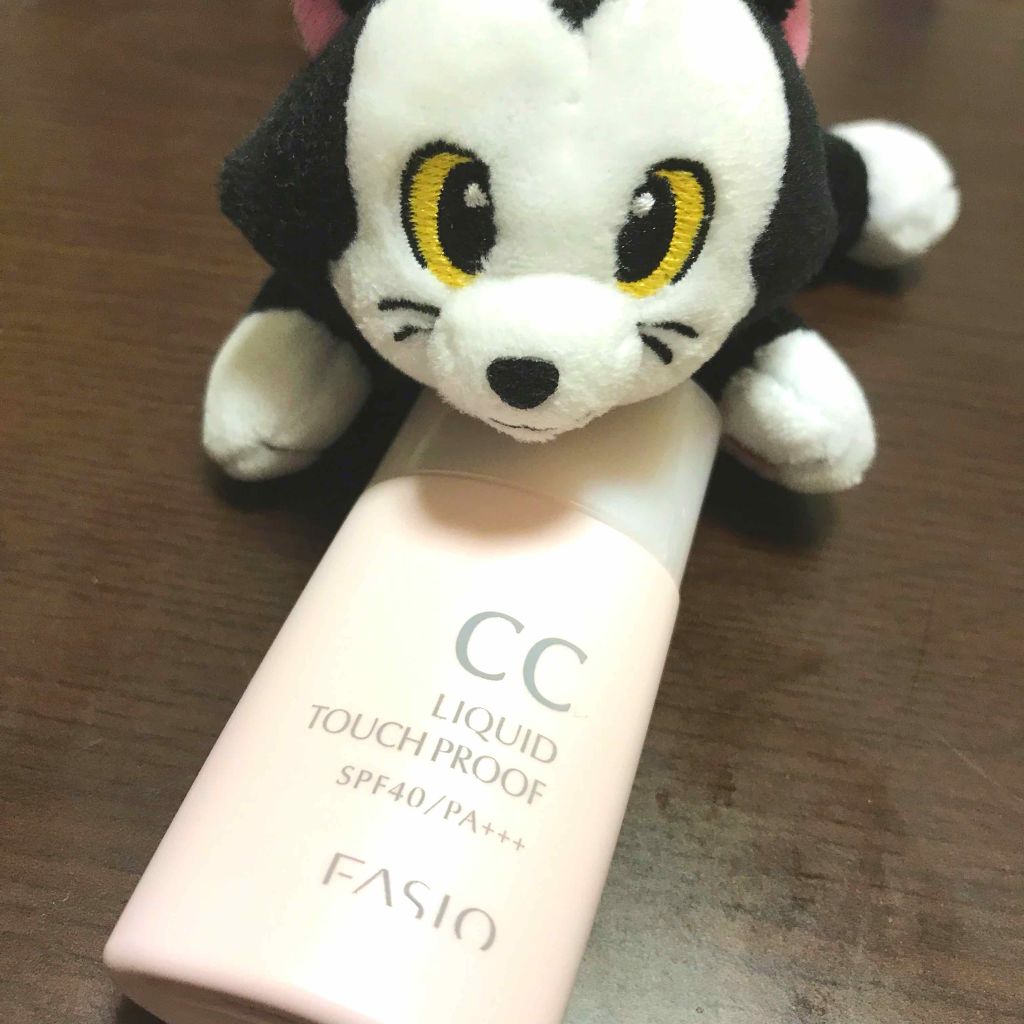 CC
LIQUID
TOUCH PROOF
SPF40/PA+++
FASIO